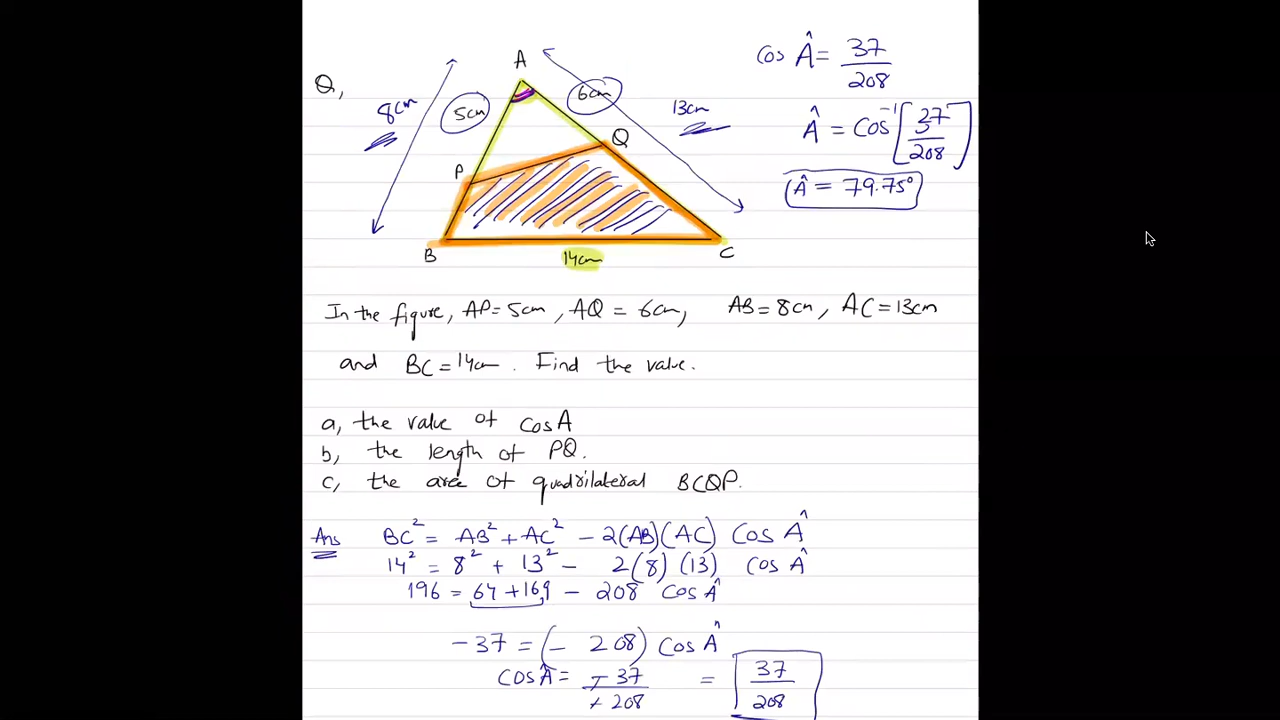 Q,
A
8cm
5cm
6cm
13cm
Q
P
B
14cm
C
cos Â = 37/208
Â = Cos⁻¹ [37/208]
Â = 79.75°
In the figure, AP = 5cm, AQ = 6cm, AB = 8cm, AC = 13cm
and BC = 14cm. Find the value.
a, the value of cosA
b, the length of PQ.
c, the area of quadrilateral BCQP.
Ans BC² = AB² + AC² - 2(AB)(AC) Cos Â
14² = 8² + 13² - 2(8)(13) Cos Â
196 = 64 + 169 - 208 Cos Â
-37 = (- 208) Cos Â
Cos Â = +37/+208 = 37/208